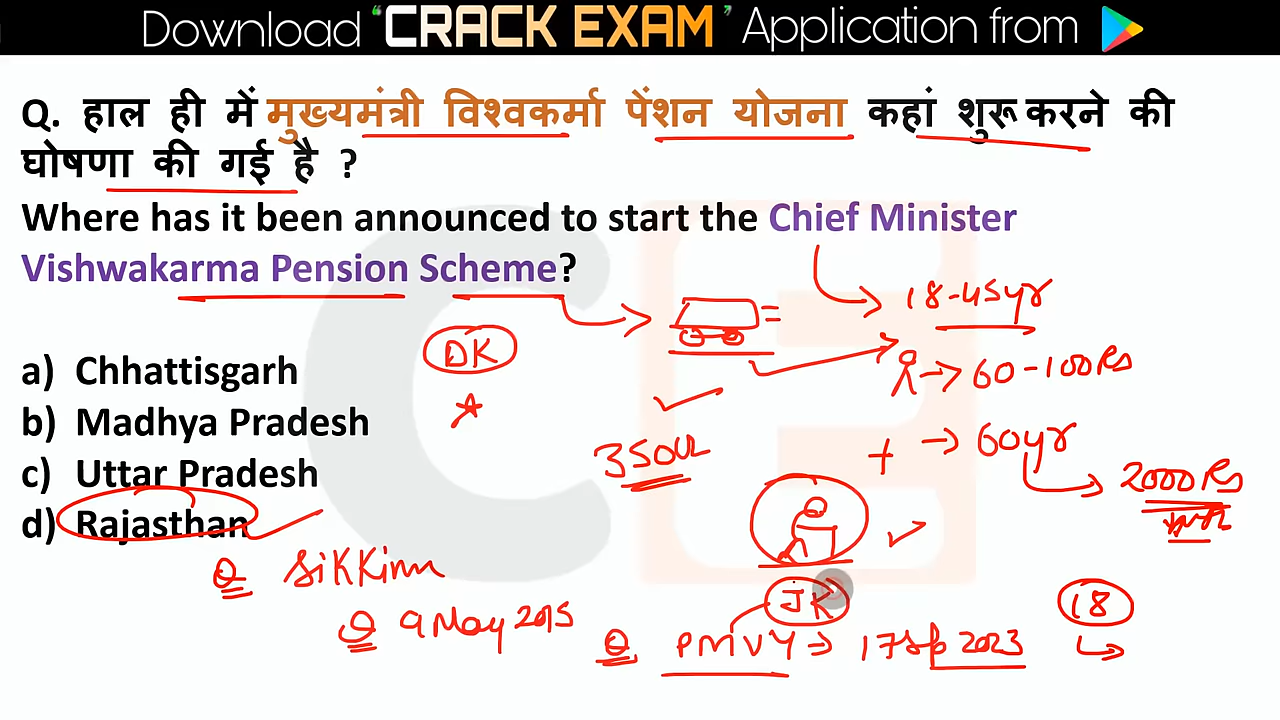 Download "CRACK EXAM" Application from
Q. हाल ही में मुख्यमंत्री विश्वकर्मा पेंशन योजना कहां शुरू करने की
घोषणा की गई है ?
Where has it been announced to start the Chief Minister
Vishwakarma Pension Scheme?
18-45yr
DK
60-100Rs
a) Chhattisgarh
b) Madhya Pradesh
+ → 60yr
350
2000Rs
c) Uttar Pradesh
d) Rajasthan
Q Sikkim
JK
18
Q 9 May 2015
Q PMVY → 17 Sep 2023